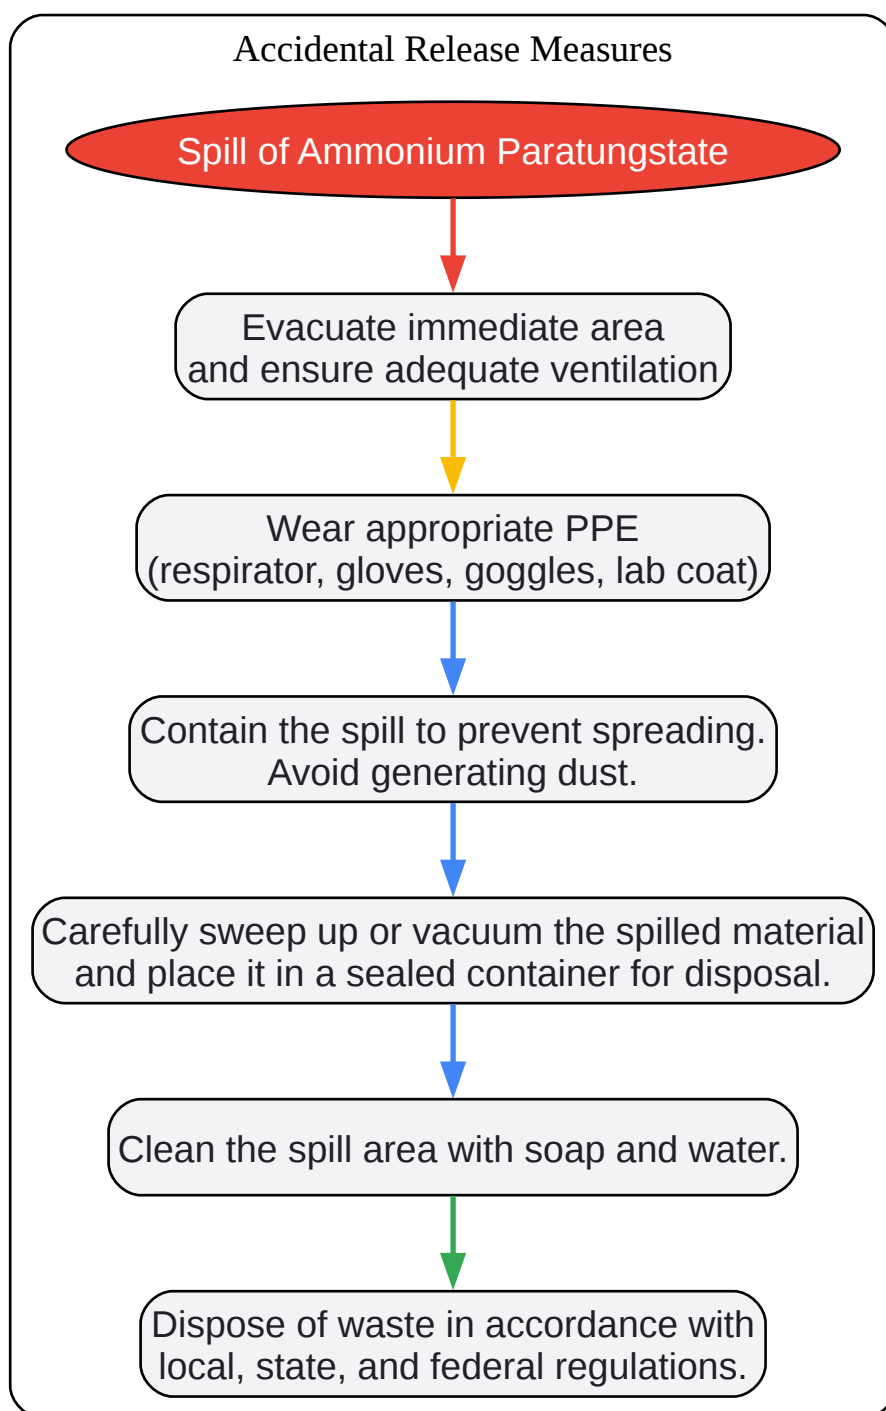 Accidental Release Measures
Spill of Ammonium Paratungstate
Evacuate immediate area
and ensure adequate ventilation
Wear appropriate PPE
(respirator, gloves, goggles, lab coat)
Contain the spill to prevent spreading.
Avoid generating dust.
Carefully sweep up or vacuum the spilled material
and place it in a sealed container for disposal.
Clean the spill area with soap and water.
Dispose of waste in accordance with
local, state, and federal regulations.